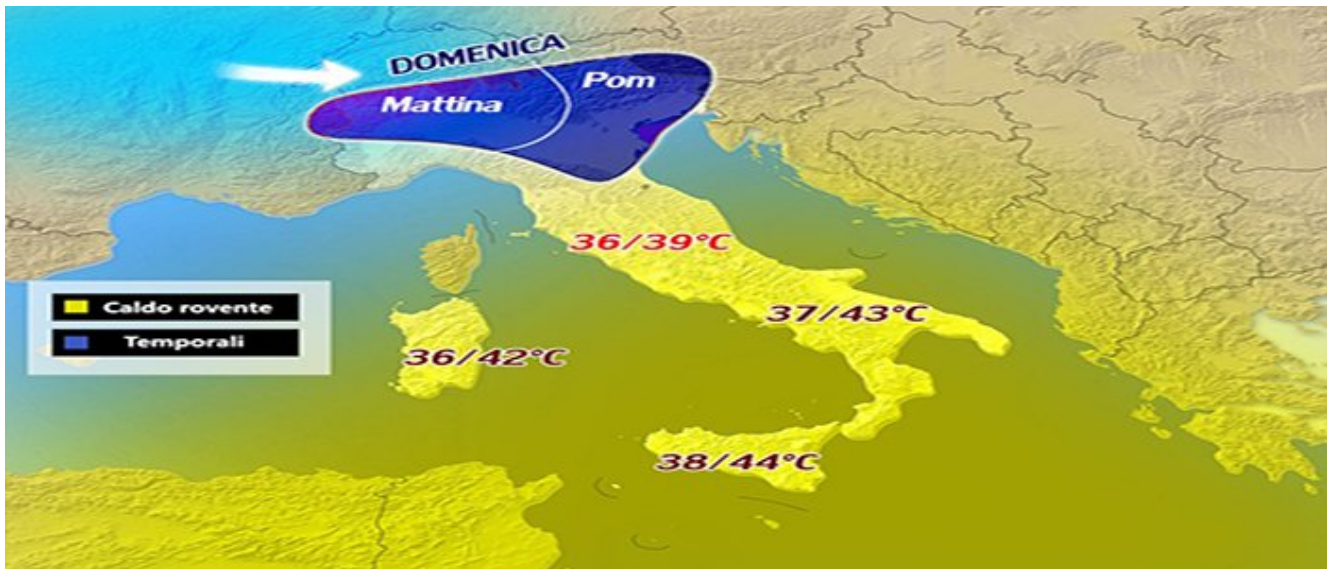 DOMENICA
Mattina
Pom
36/39°C
37/43°C
36/42°C
38/44°C
Caldo rovente
Temporali